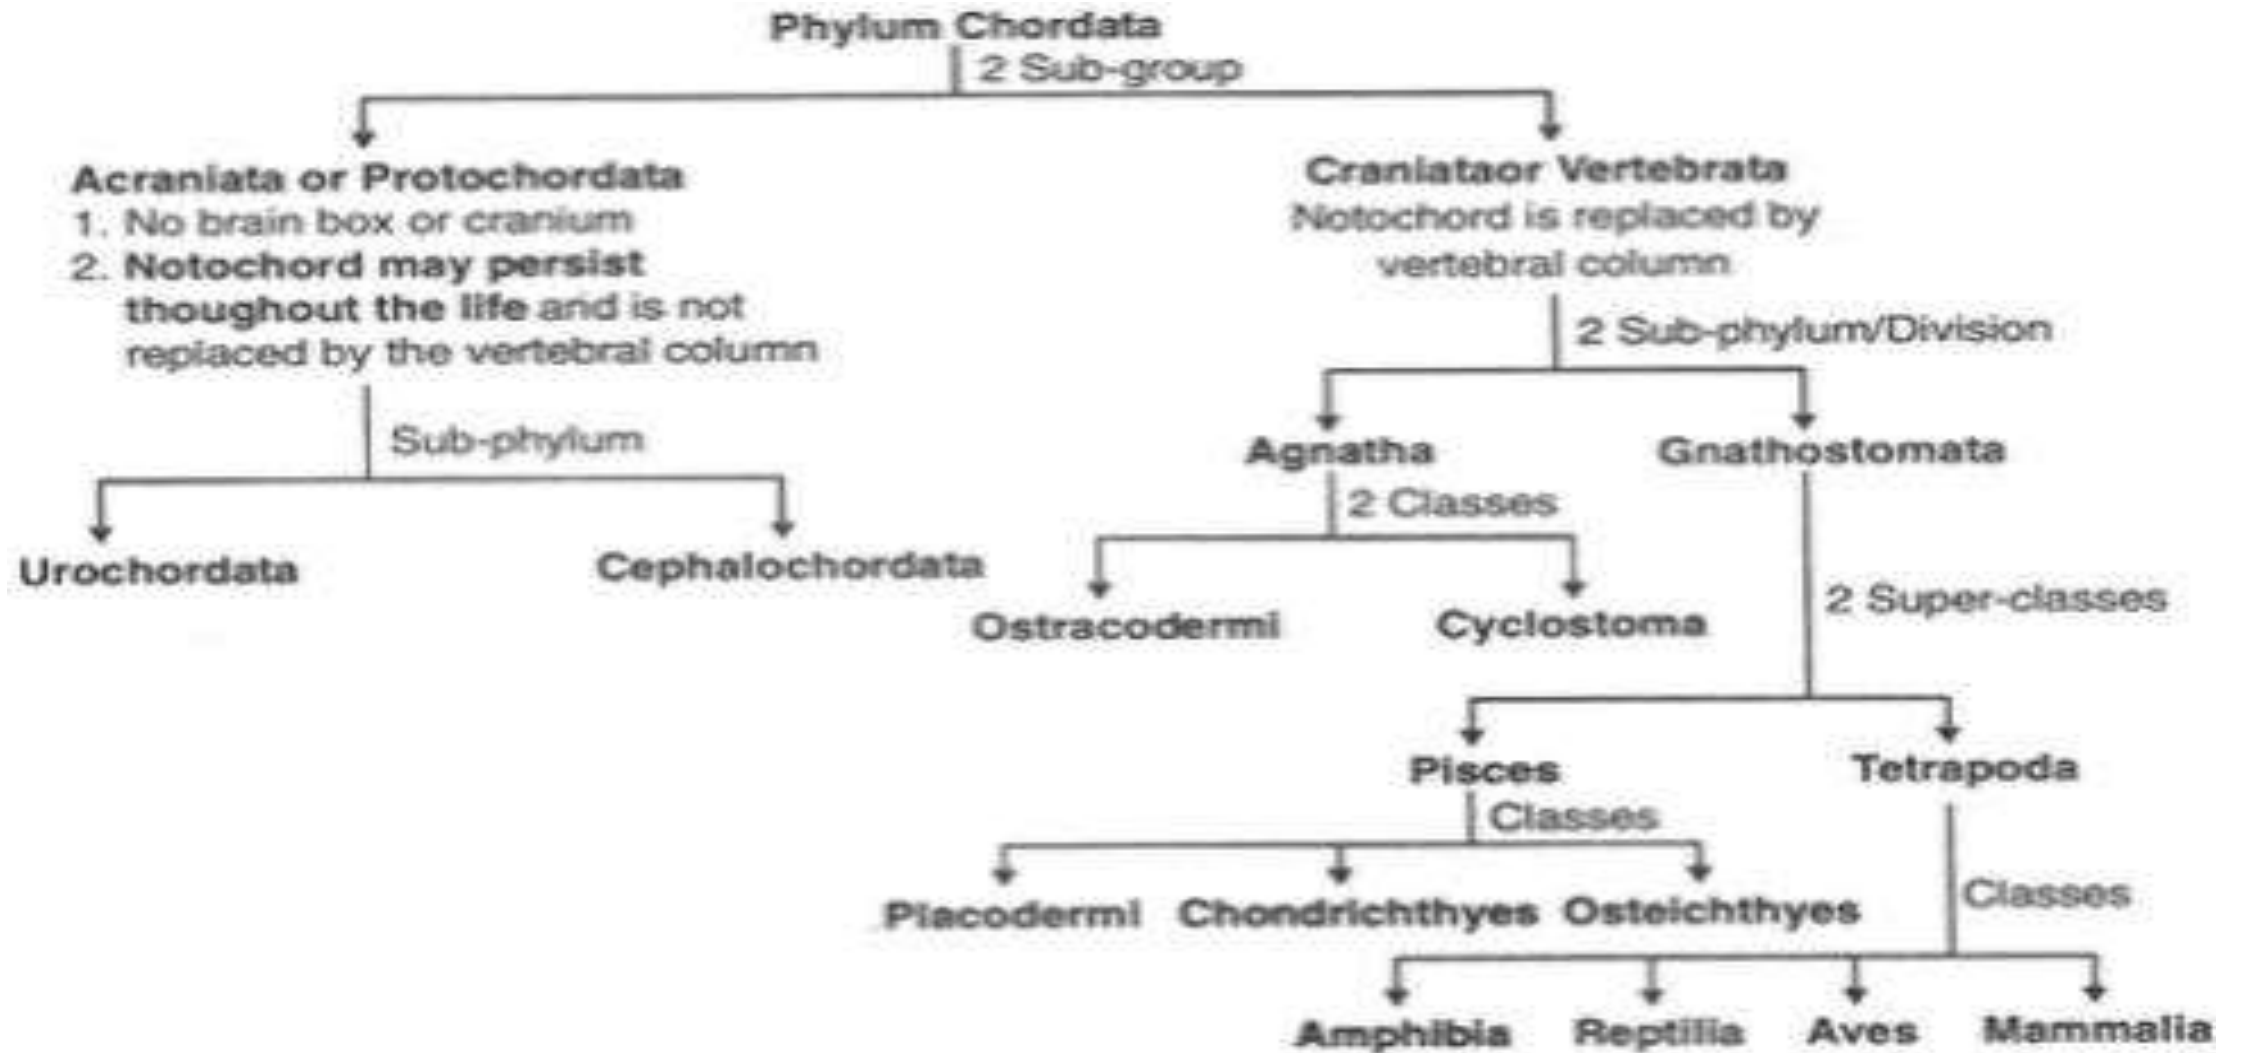 Phylum Chordata
2 Sub-group
Acraniata or Protochordata
1. No brain box or cranium
2. Notochord may persist
thoughout the life and is not
replaced by the vertebral column
Sub-phylum
Urochordata
Cephalochordata
Craniataor Vertebrata
Notochord is replaced by
vertebral column
2 Sub-phylum/Division
Agnatha
Gnathostomata
2 Classes
Ostracodermi
Cyclostoma
2 Super-classes
Pisces
Tetrapoda
Classes
Placodermi
Chondrichthyes
Osteichthyes
Classes
Amphibia
Reptilia
Aves
Mammalia